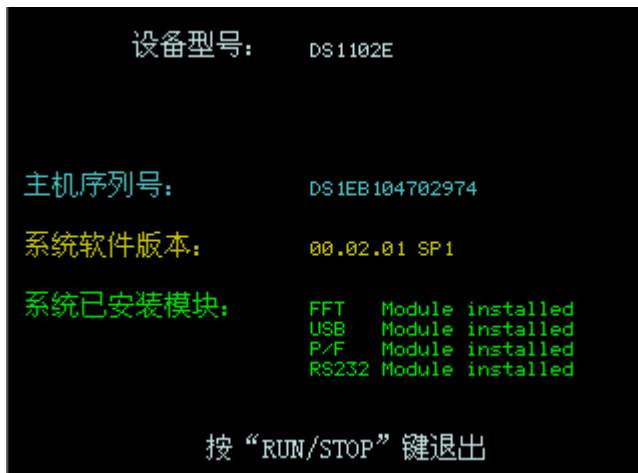 设备型号: DS1102E
主机序列号: DS1EB104702974
系统软件版本: 00.02.01 SP1
系统已安装模块: FFT Module installed
USB Module installed
P/F Module installed
RS232 Module installed
按“RUN/STOP”键退出